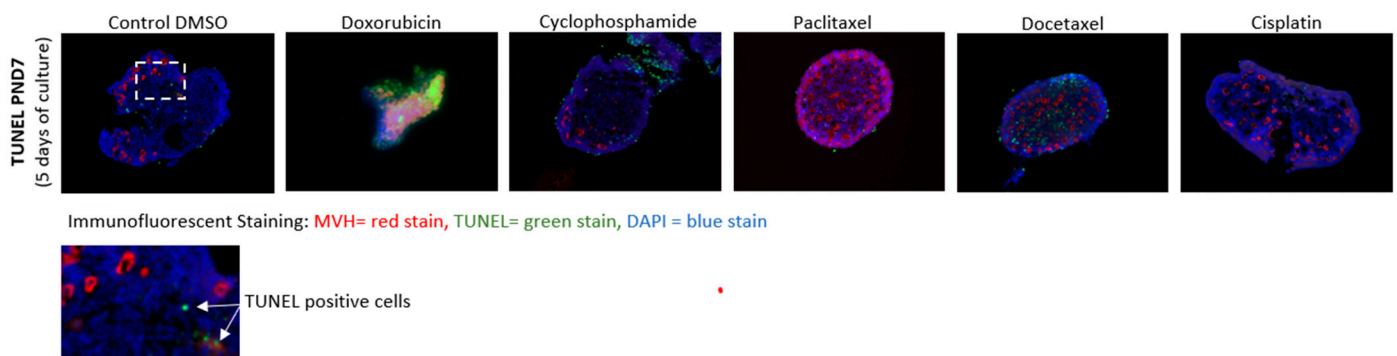 Control DMSO
Doxorubicin
Cyclophosphamide
Paclitaxel
Docetaxel
Cisplatin
TUNEL PND7
(5 days of culture)
Immunofluorescent Staining: MVH= red stain, TUNEL= green stain, DAPI = blue stain
TUNEL positive cells